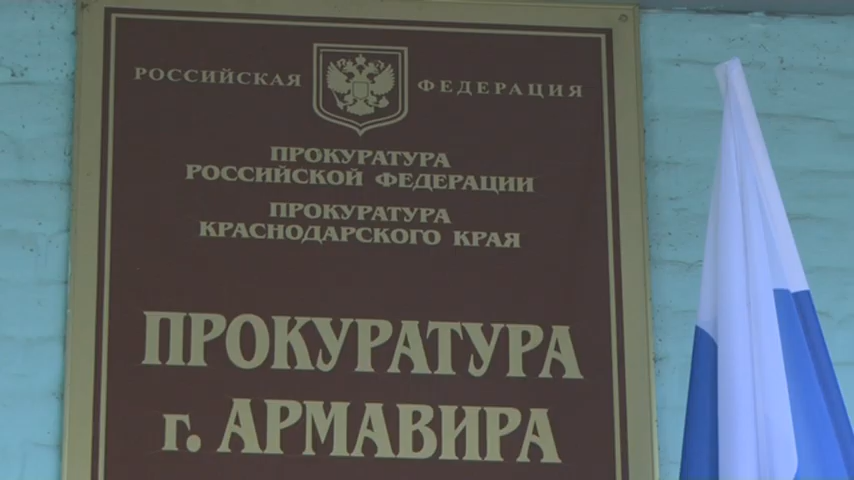 РОССИЙСКАЯ ФЕДЕРАЦИЯ
ПРОКУРАТУРА
РОССИЙСКОЙ ФЕДЕРАЦИИ
ПРОКУРАТУРА
КРАСНОДАРСКОГО КРАЯ
ПРОКУРАТУРА
г. АРМАВИРА